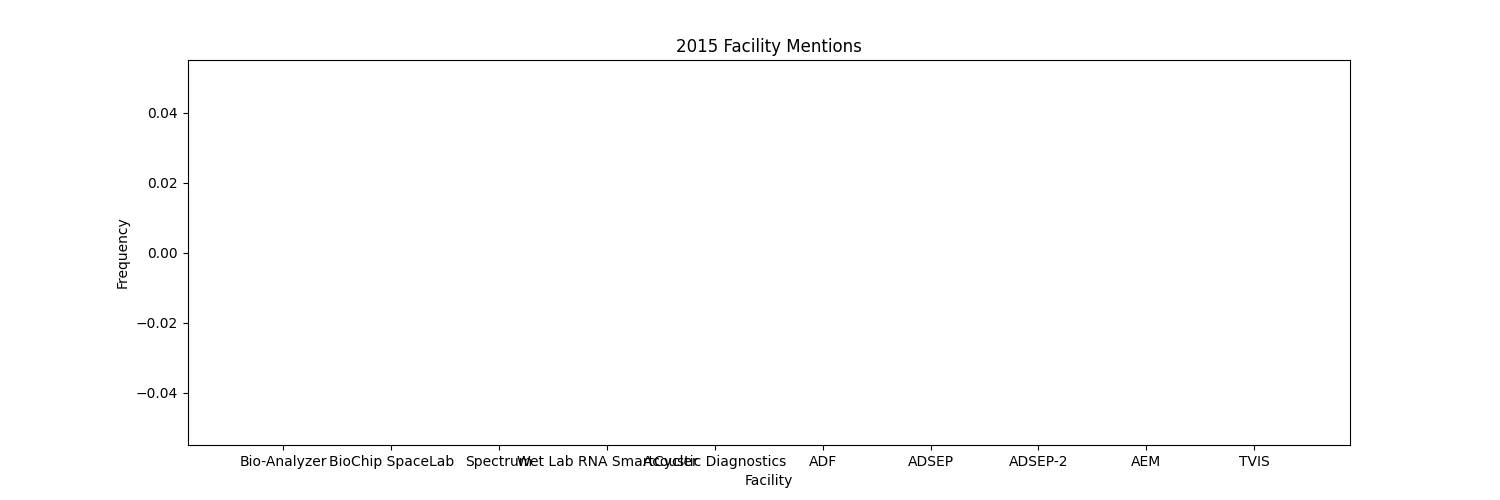 2015 Facility Mentions
0.04
0.02
0.00
−0.02
−0.04
Frequency
Bio-Analyzer BioChip SpaceLab Spectrum Wet Lab RNA SmartCycler Acoustic Diagnostics ADF ADSEP ADSEP-2 AEM TVIS
Facility